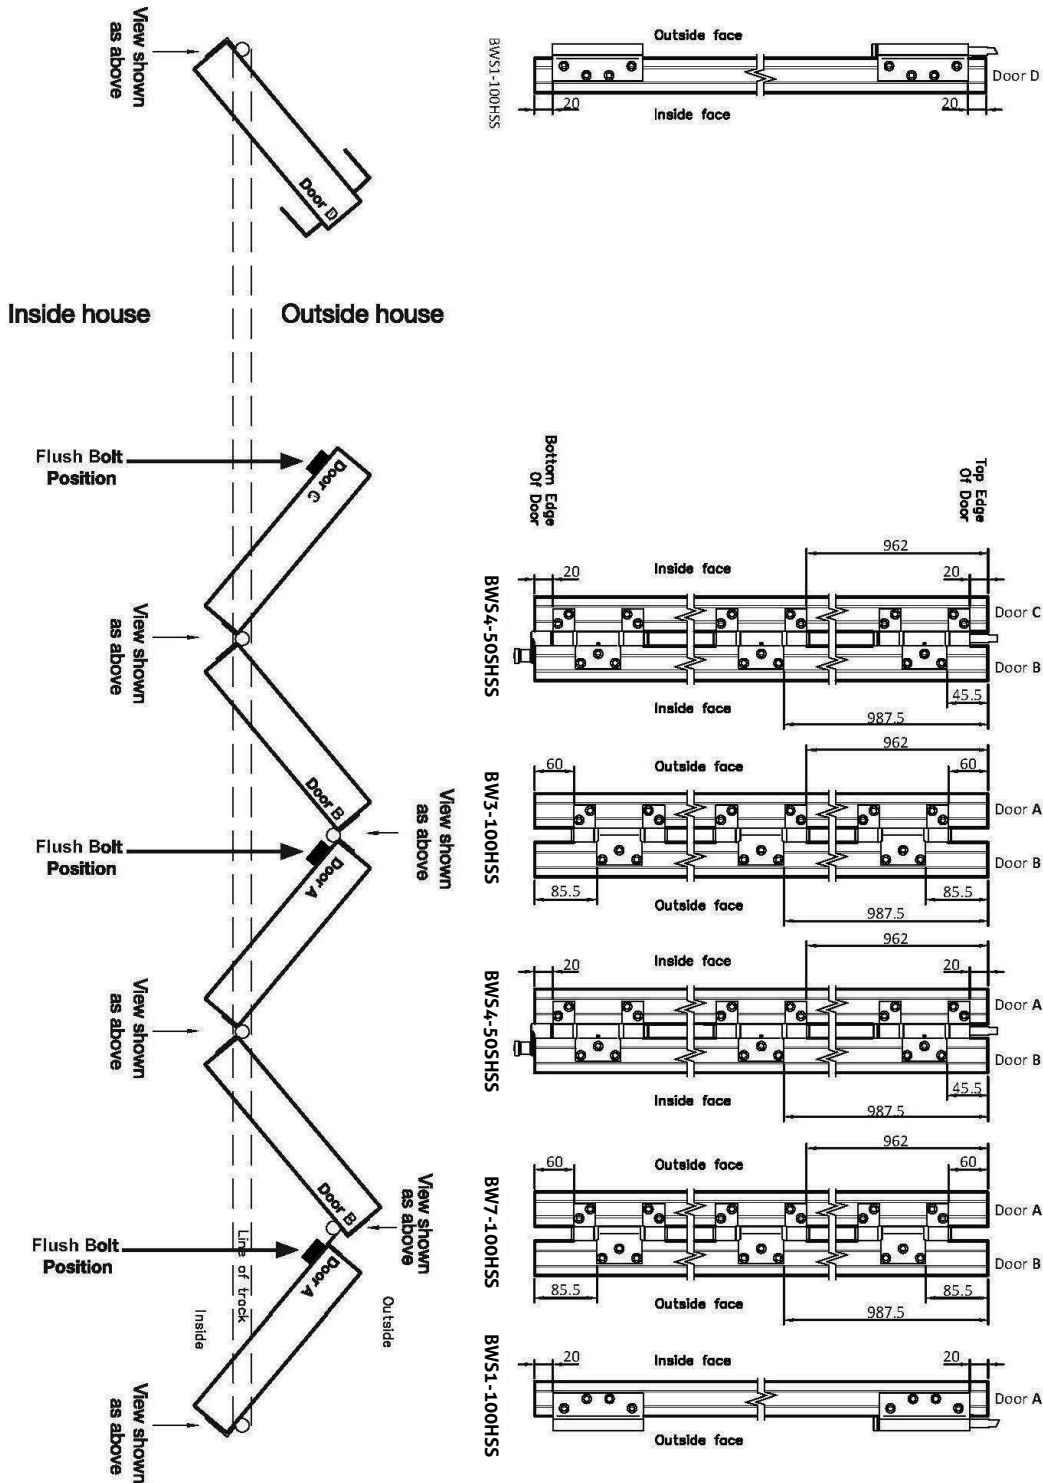 View shown
as above
Door D
Inside house
Outside house
Flush Bolt
Position
Door C
View shown
as above
Door B
View shown
as above
Flush Bolt
Position
Door A
View shown
as above
Door B
View shown
as above
Flush Bolt
Position
Line of track
Door A
Inside
Outside
View shown
as above
BWS1-100HSS
Outside face
Door D
20
20
Inside face
Bottom Edge
Of Door
Top Edge
Of Door
BWS4-50SHSS
962
20
Inside face
20
Door C
Door B
45.5
Inside face
987.5
BW3-100HSS
962
60
Outside face
60
Door A
Door B
85.5
85.5
Outside face
987.5
BWS4-50SHSS
962
20
Inside face
20
Door A
Door B
45.5
Inside face
987.5
BW7-100HSS
962
60
Outside face
60
Door A
Door B
85.5
85.5
Outside face
987.5
BWS1-100HSS
20
Inside face
20
Door A
Outside face